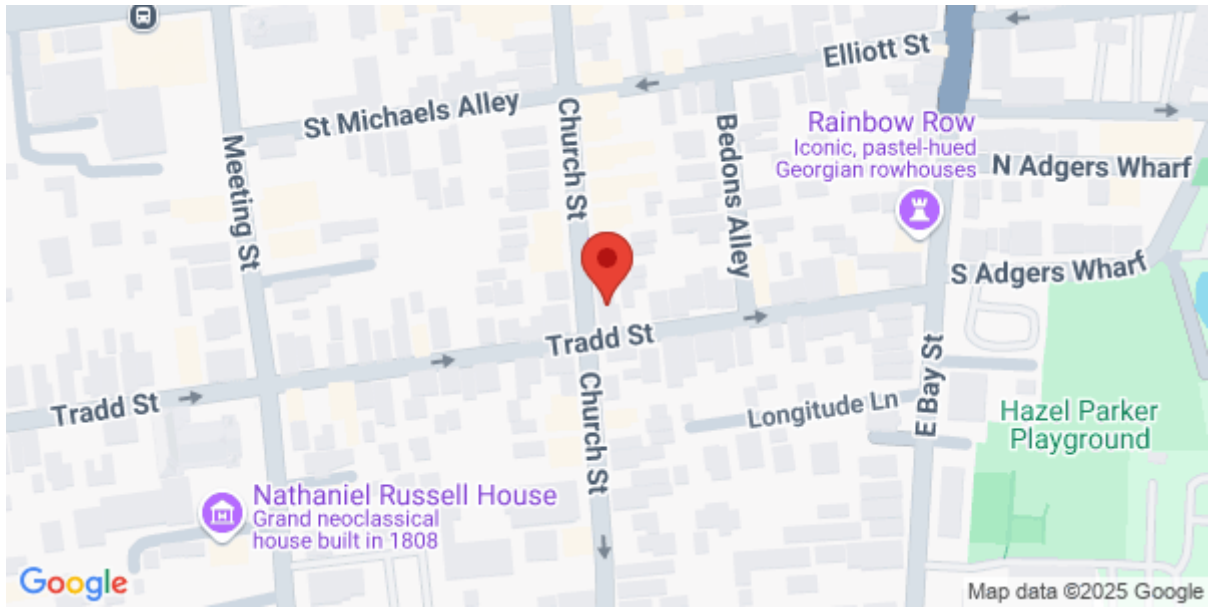 Elliott St
St Michaels Alley
Church St
Bedons Alley
Meeting St
Rainbow Row
Iconic, pastel-hued
Georgian rowhouses
N Adgers Wharf
S Adgers Wharf
Tradd St
Tradd St
Church St
E Bay St
Longitude Ln
Hazel Parker
Playground
Nathaniel Russell House
Grand neoclassical
house built in 1808
Google
Map data ©2025 Google